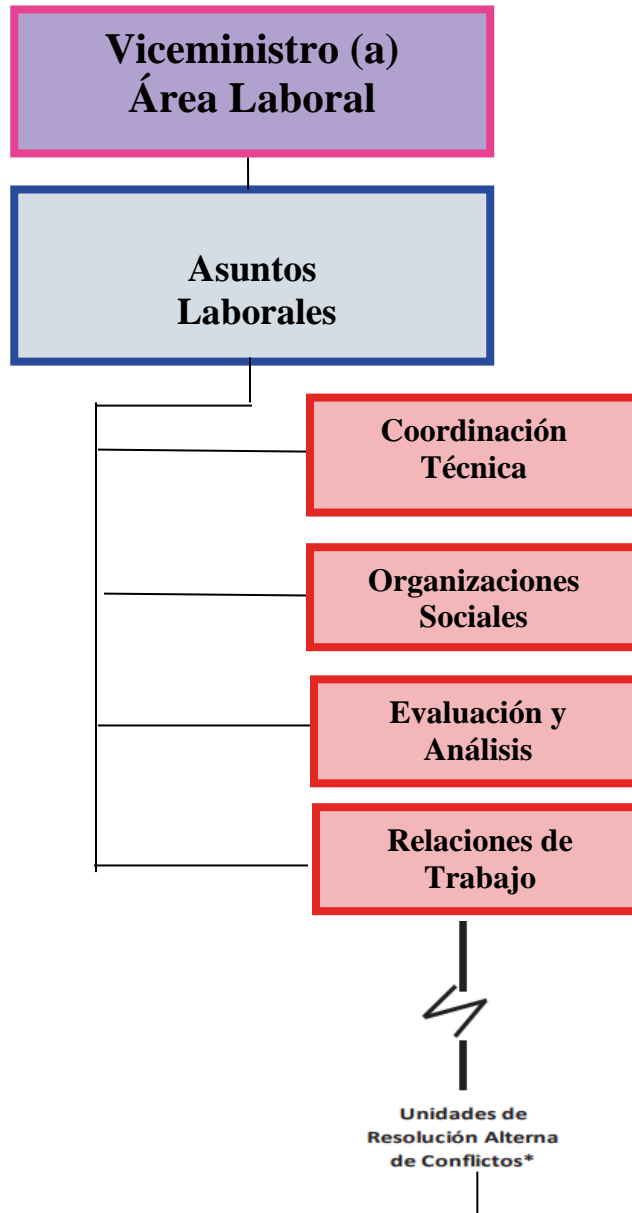 Viceministro (a)
Área Laboral
Asuntos
Laborales
Coordinación
Técnica
Organizaciones
Sociales
Evaluación y
Análisis
Relaciones de
Trabajo
Unidades de
Resolución Alterna
de Conflictos*